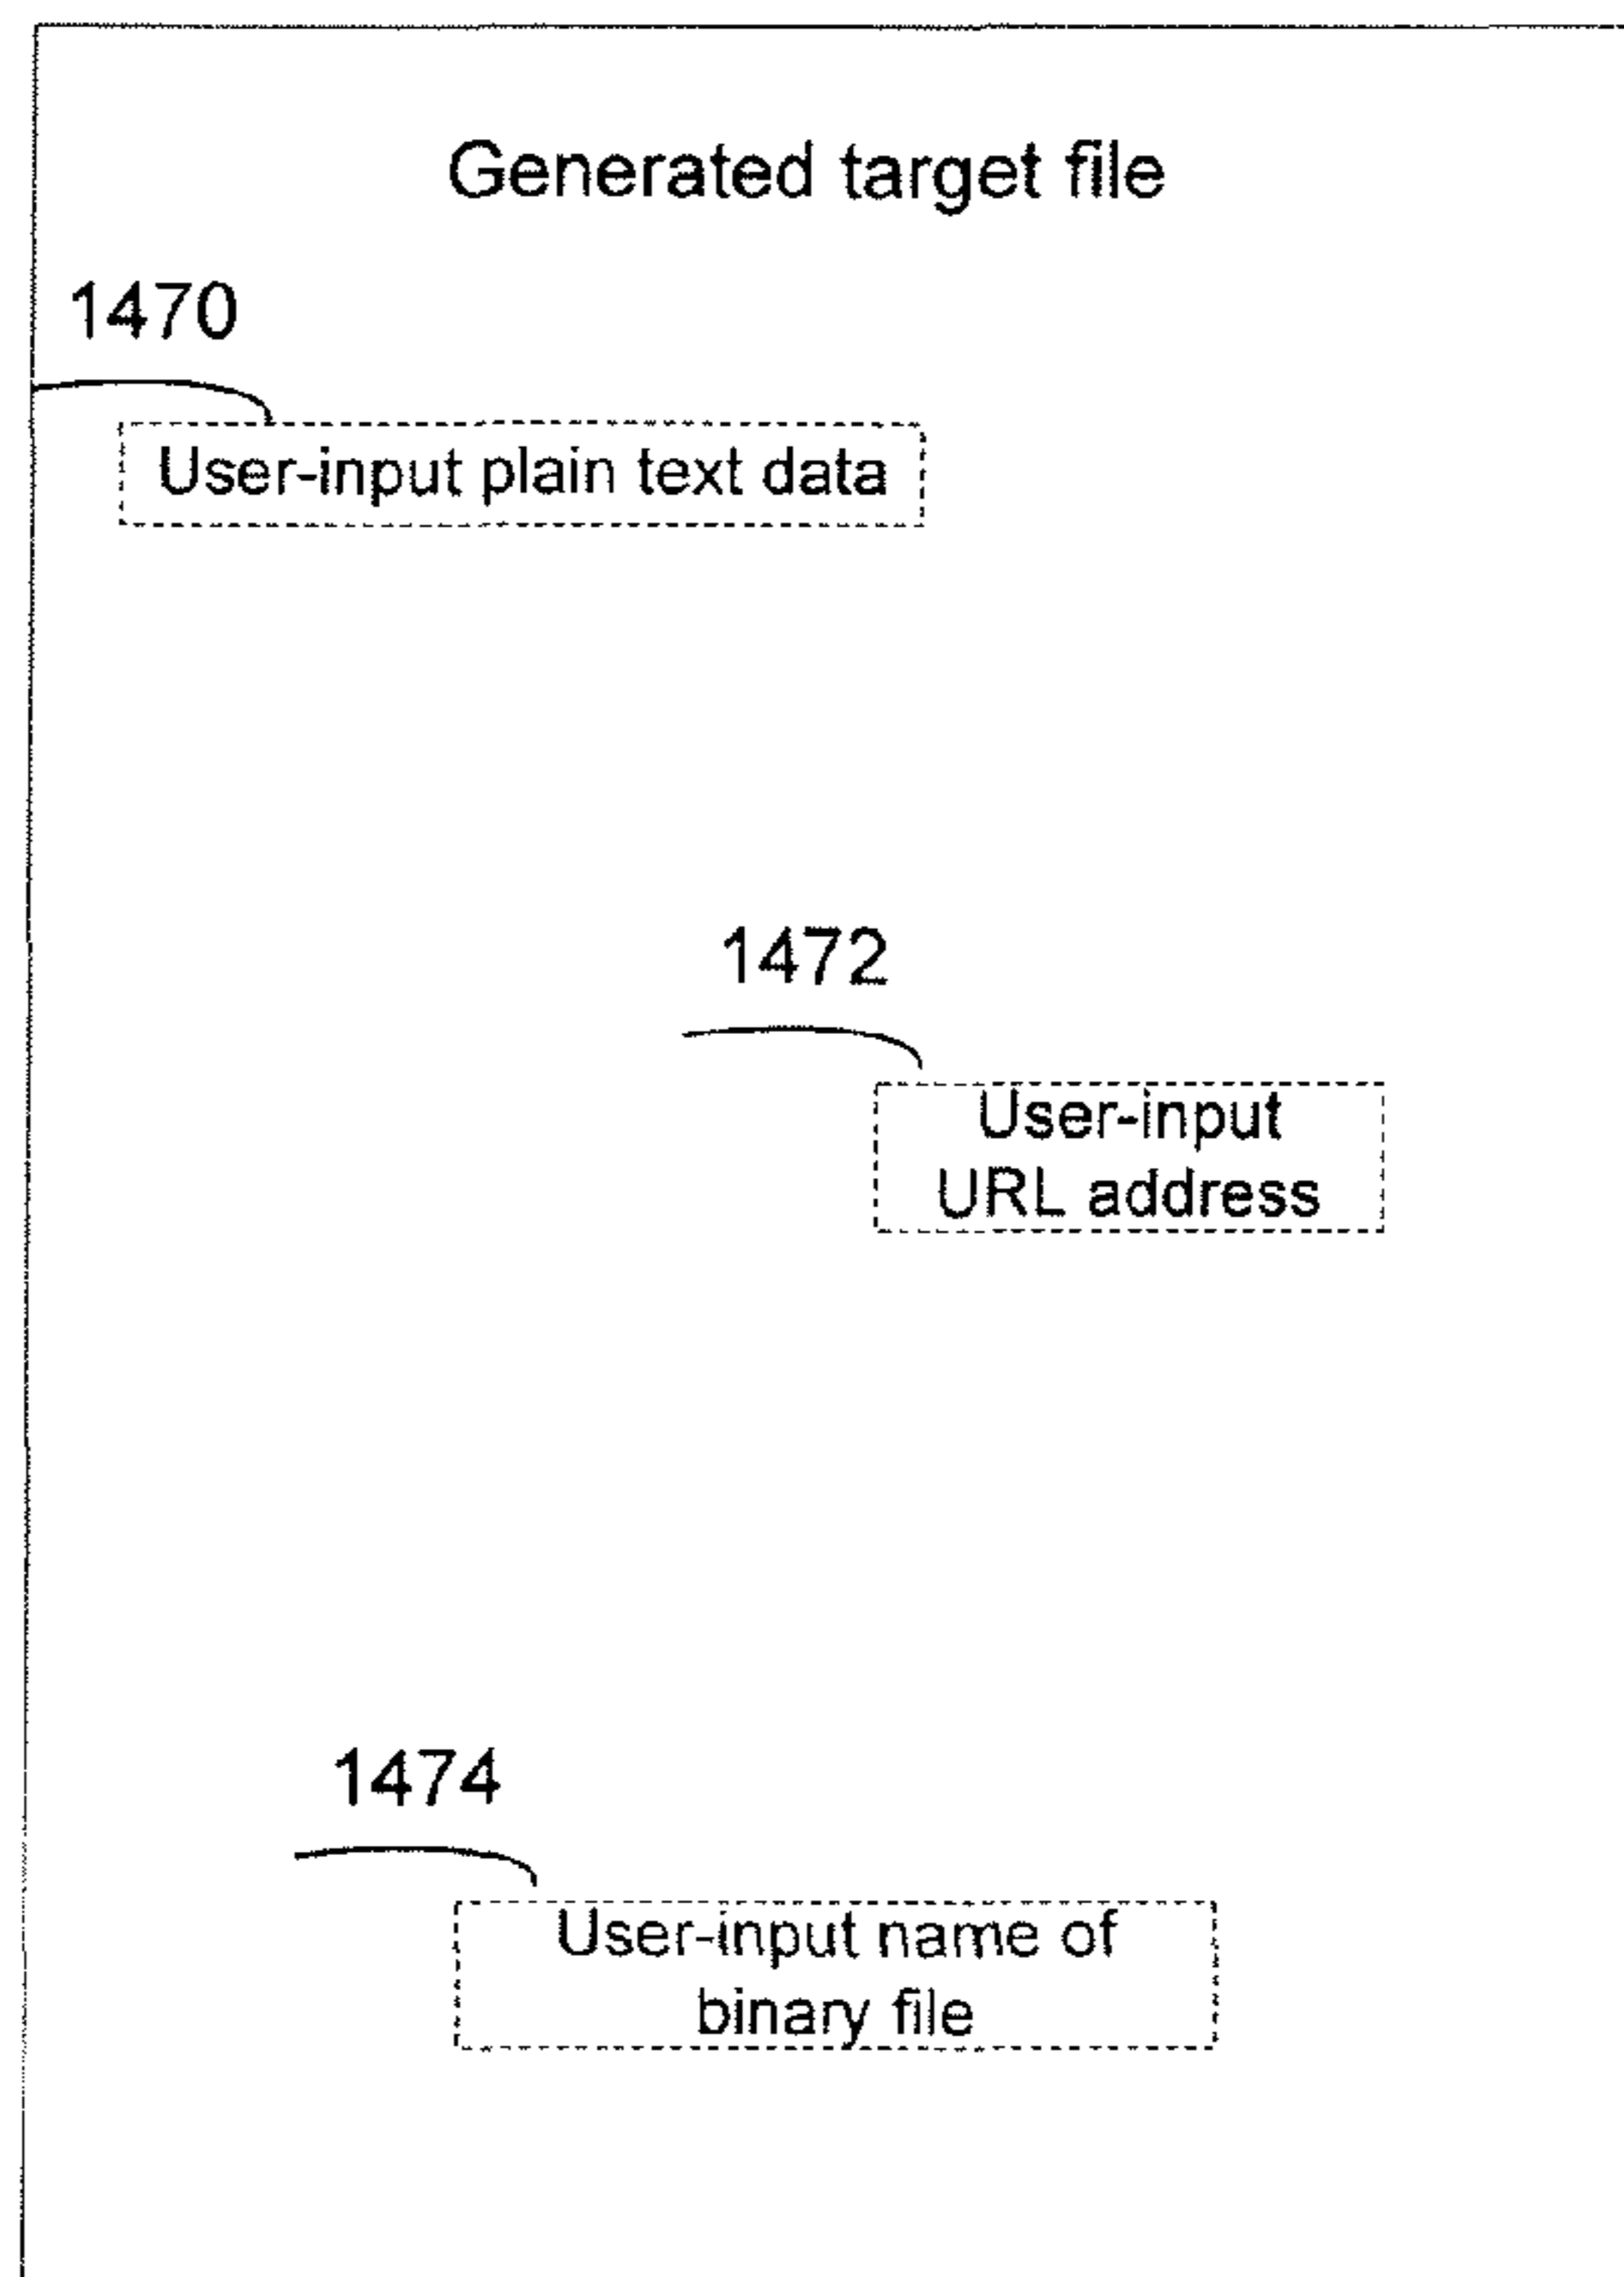 Generated target file
1470
User-input plain text data
1472
User-input
URL address
1474
User-input name of
binary file